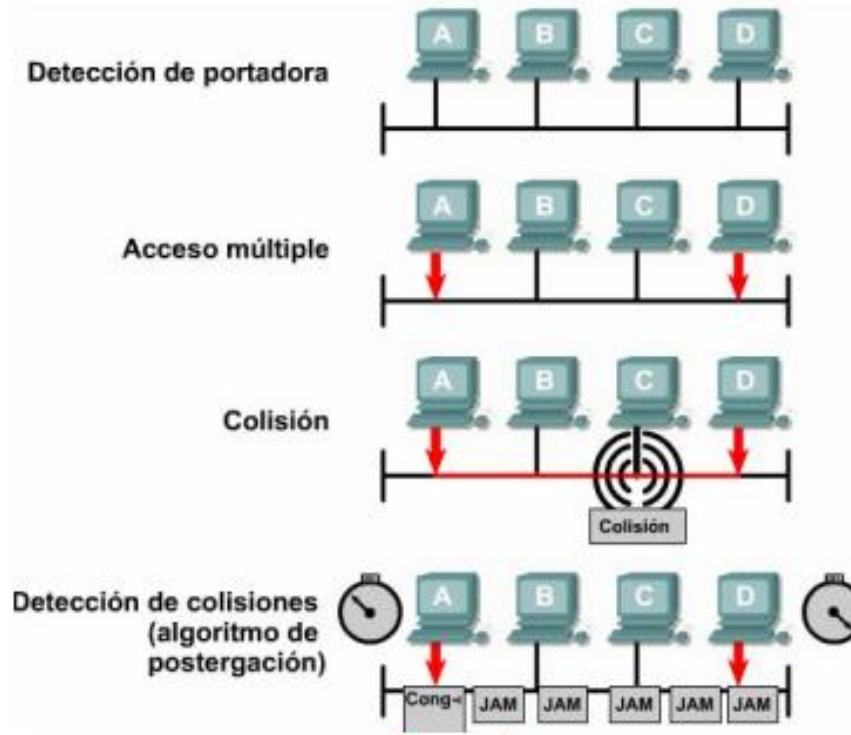 Detección de portadora
A B C D
Acceso múltiple
A B C D
Colisión
A B C D
Colisión
Detección de colisiones
(algoritmo de
postergación)
A B C D
JAM JAM JAM JAM JAM